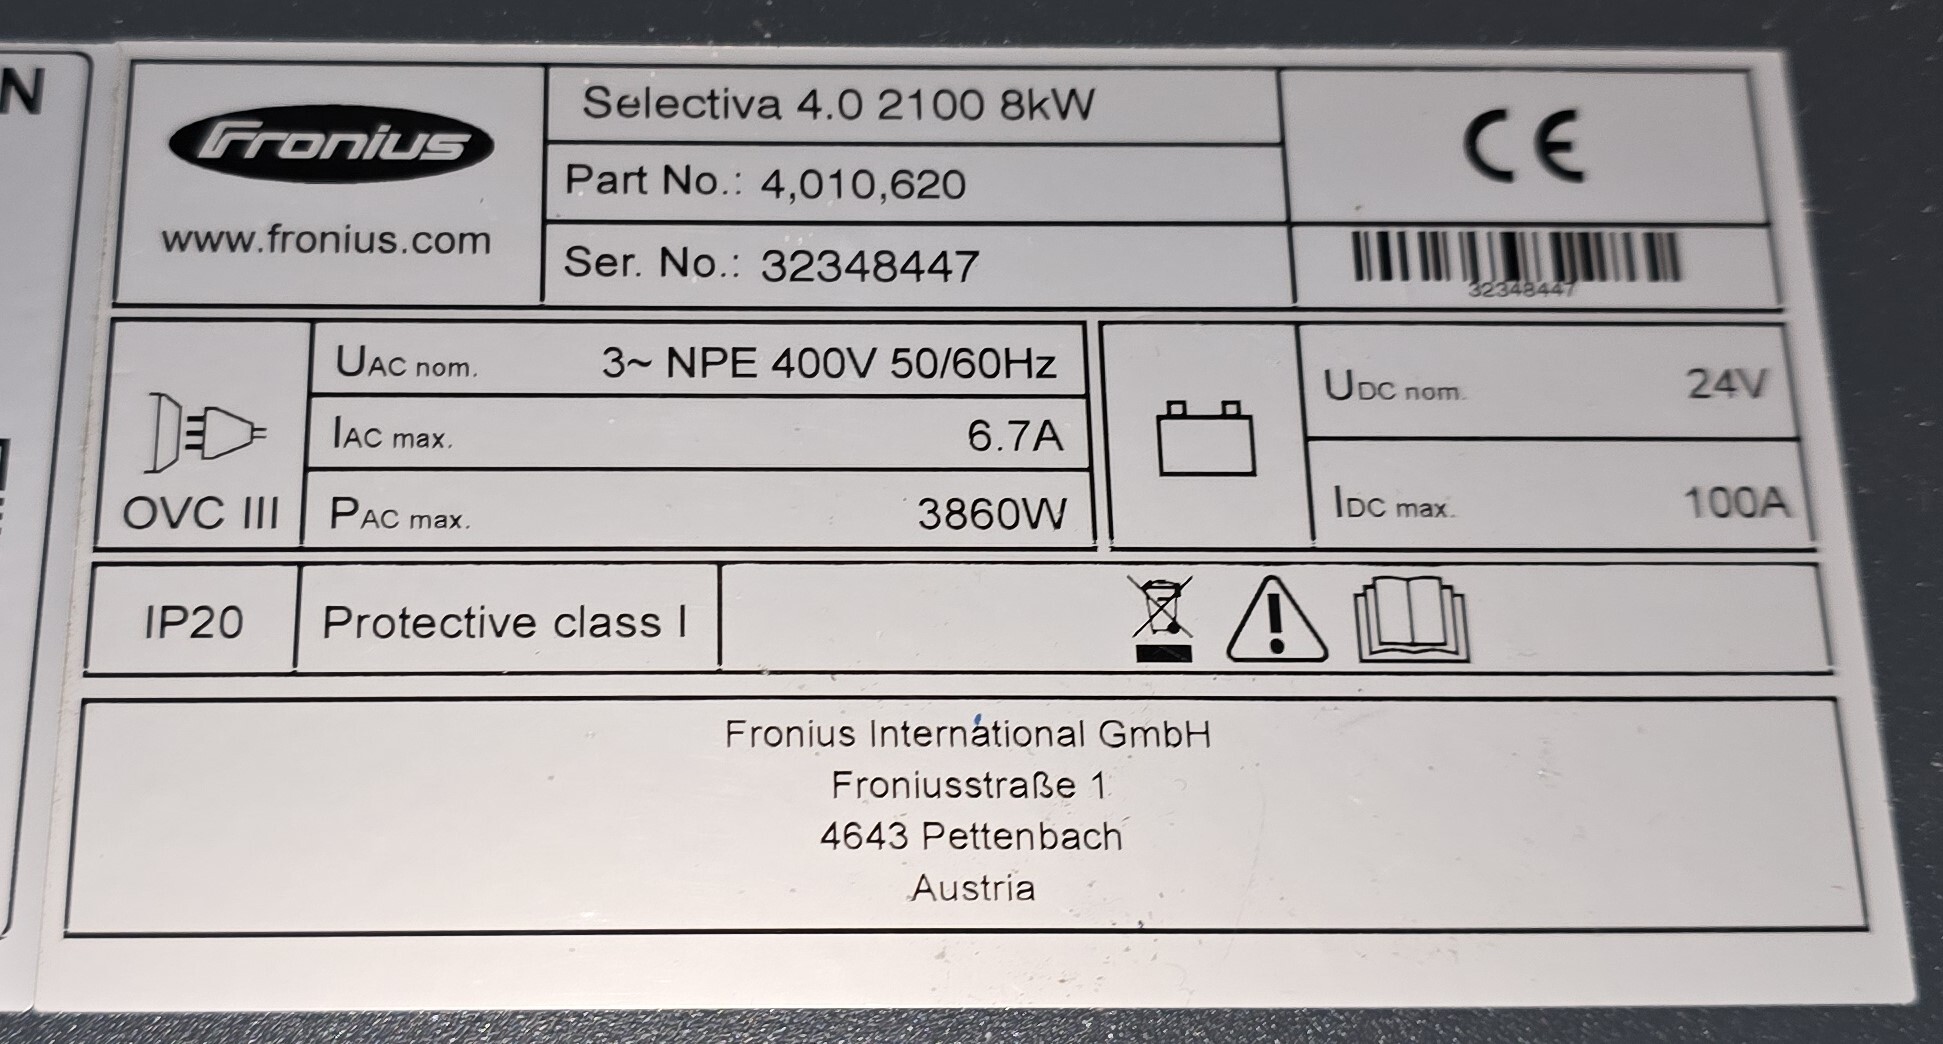 N
Fronius
www.fronius.com
Selectiva 4.0 2100 8kW
Part No.: 4,010,620
Ser. No.: 32348447
CE
32348447
OVC III
UAC nom. 3~ NPE 400V 50/60Hz
IAC max. 6.7A
PAC max. 3860W
UDC nom. 24V
IDC max. 100A
IP20
Protective class I
Fronius International GmbH
Froniusstraße 1
4643 Pettenbach
Austria